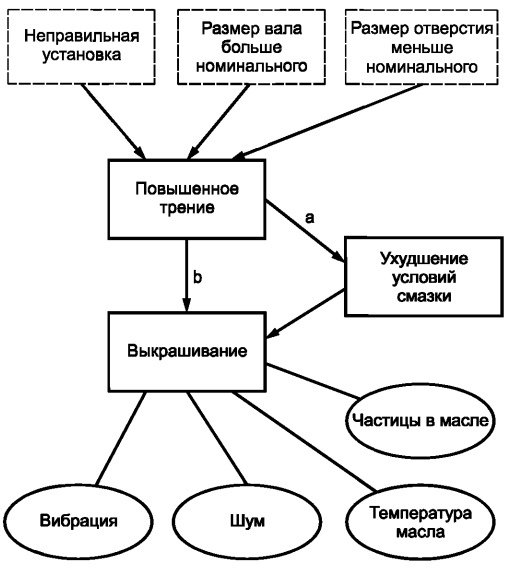 Неправильная
установка
Размер вала
больше
номинального
Размер отверстия
меньше
номинального
Повышенное
трение
a
Ухудшение
условий
смазки
b
Выкрашивание
Частицы в масле
Вибрация
Шум
Температура
масла